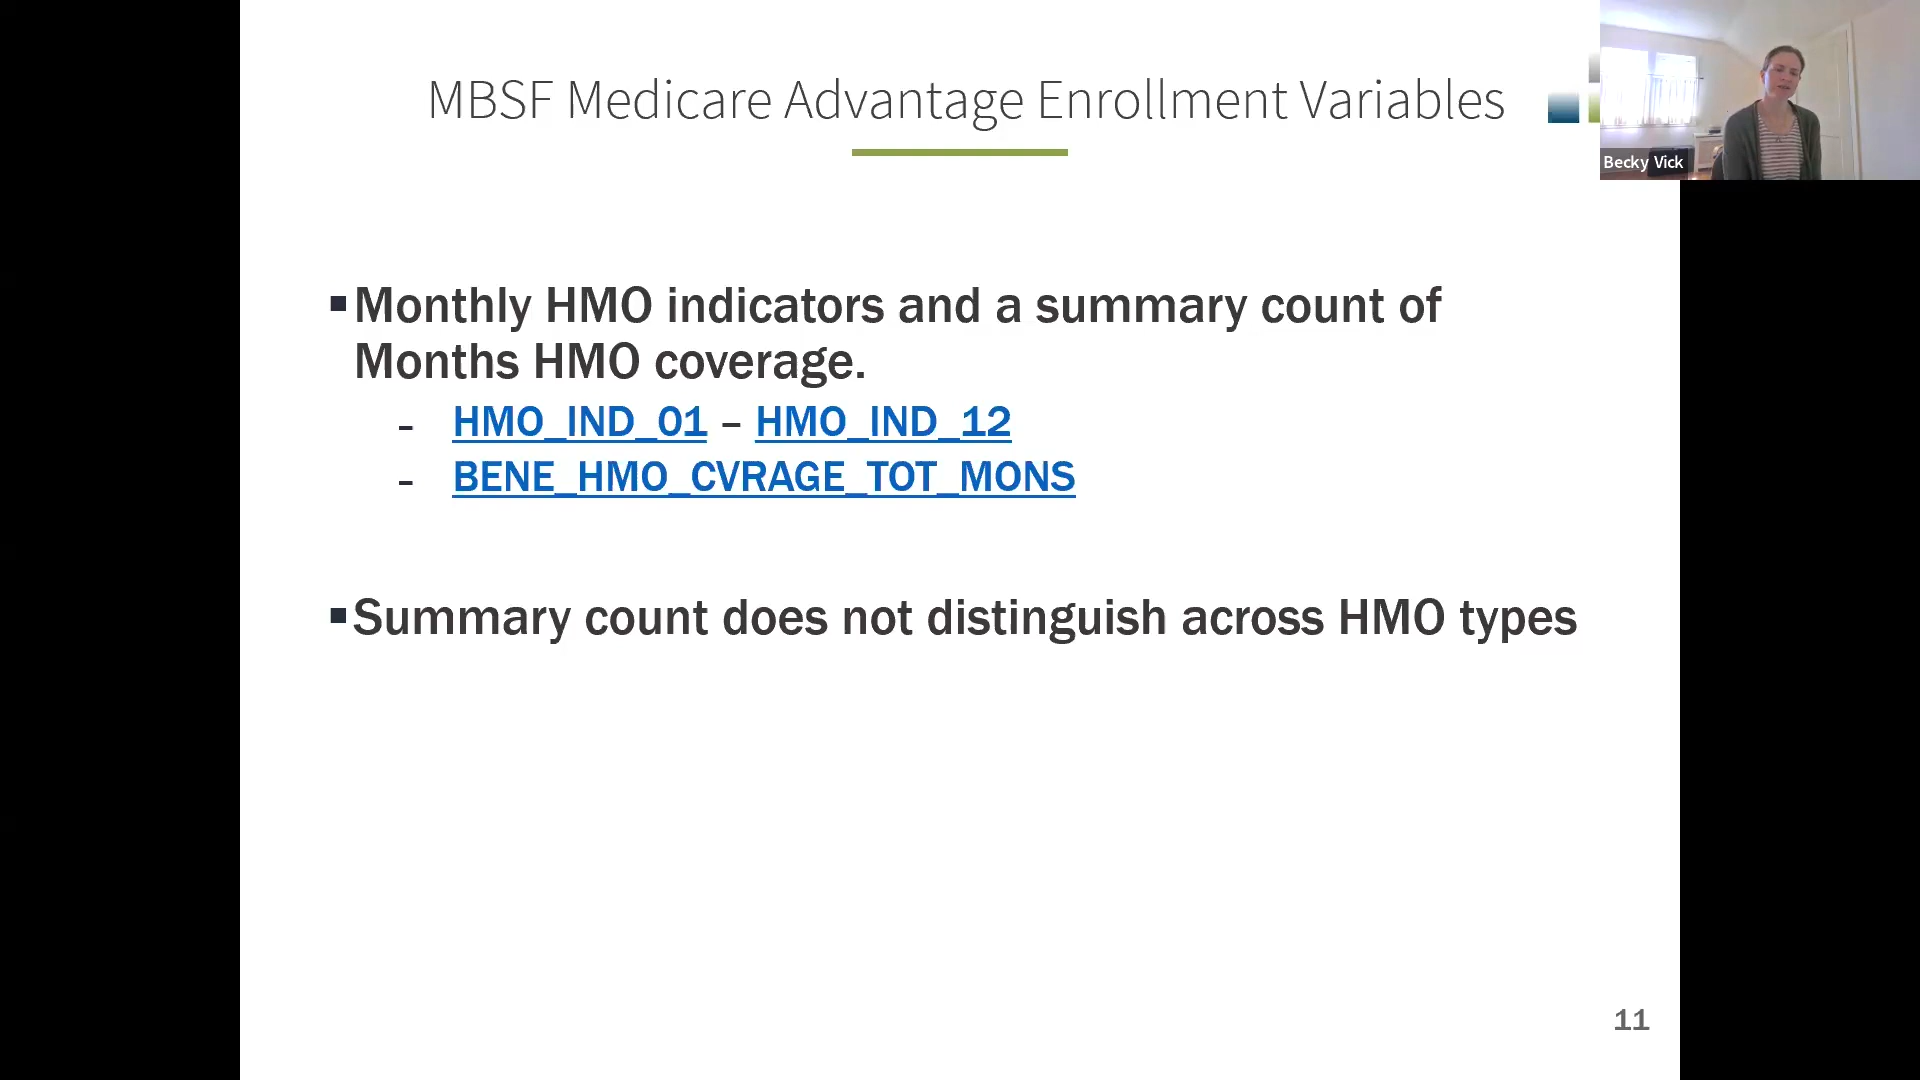 MBSF Medicare Advantage Enrollment Variables
Becky Vick
▪Monthly HMO indicators and a summary count of
Months HMO coverage.
- HMO_IND_01 – HMO_IND_12
- BENE_HMO_CVRAGE_TOT_MONS
▪Summary count does not distinguish across HMO types
11